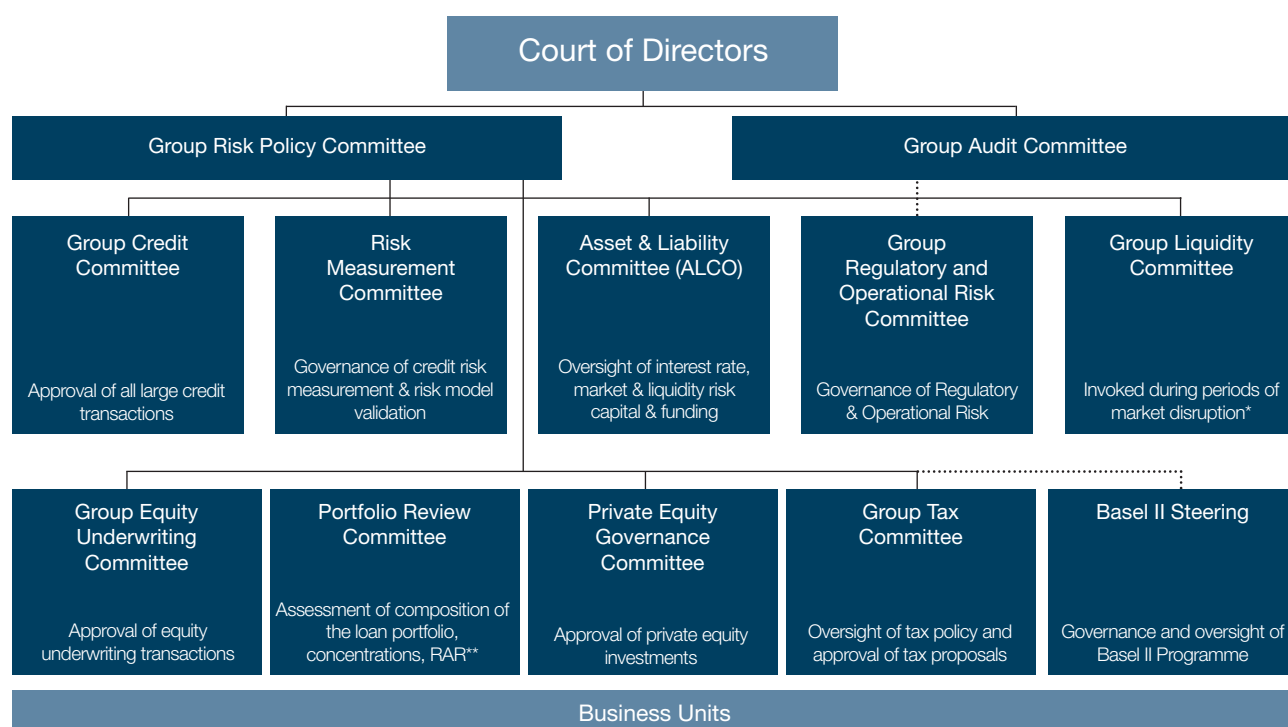 Court of Directors
Group Risk Policy Committee
Group Audit Committee
Group Credit
Committee
Approval of all large credit
transactions
Risk
Measurement
Committee
Governance of credit risk
measurement & risk model
validation
Asset & Liability
Committee (ALCO)
Oversight of interest rate,
market & liquidity risk
capital & funding
Group
Regulatory and
Operational Risk
Committee
Governance of Regulatory
& Operational Risk
Group Liquidity
Committee
Invoked during periods of
market disruption*
Group Equity
Underwriting
Committee
Approval of equity
underwriting transactions
Portfolio Review
Committee
Assessment of composition of
the loan portfolio,
concentrations, RAR**
Private Equity
Governance
Committee
Approval of private equity
investments
Group Tax
Committee
Oversight of tax policy and
approval of tax proposals
Basel II Steering
Governance and oversight of
Basel II Programme
Business Units